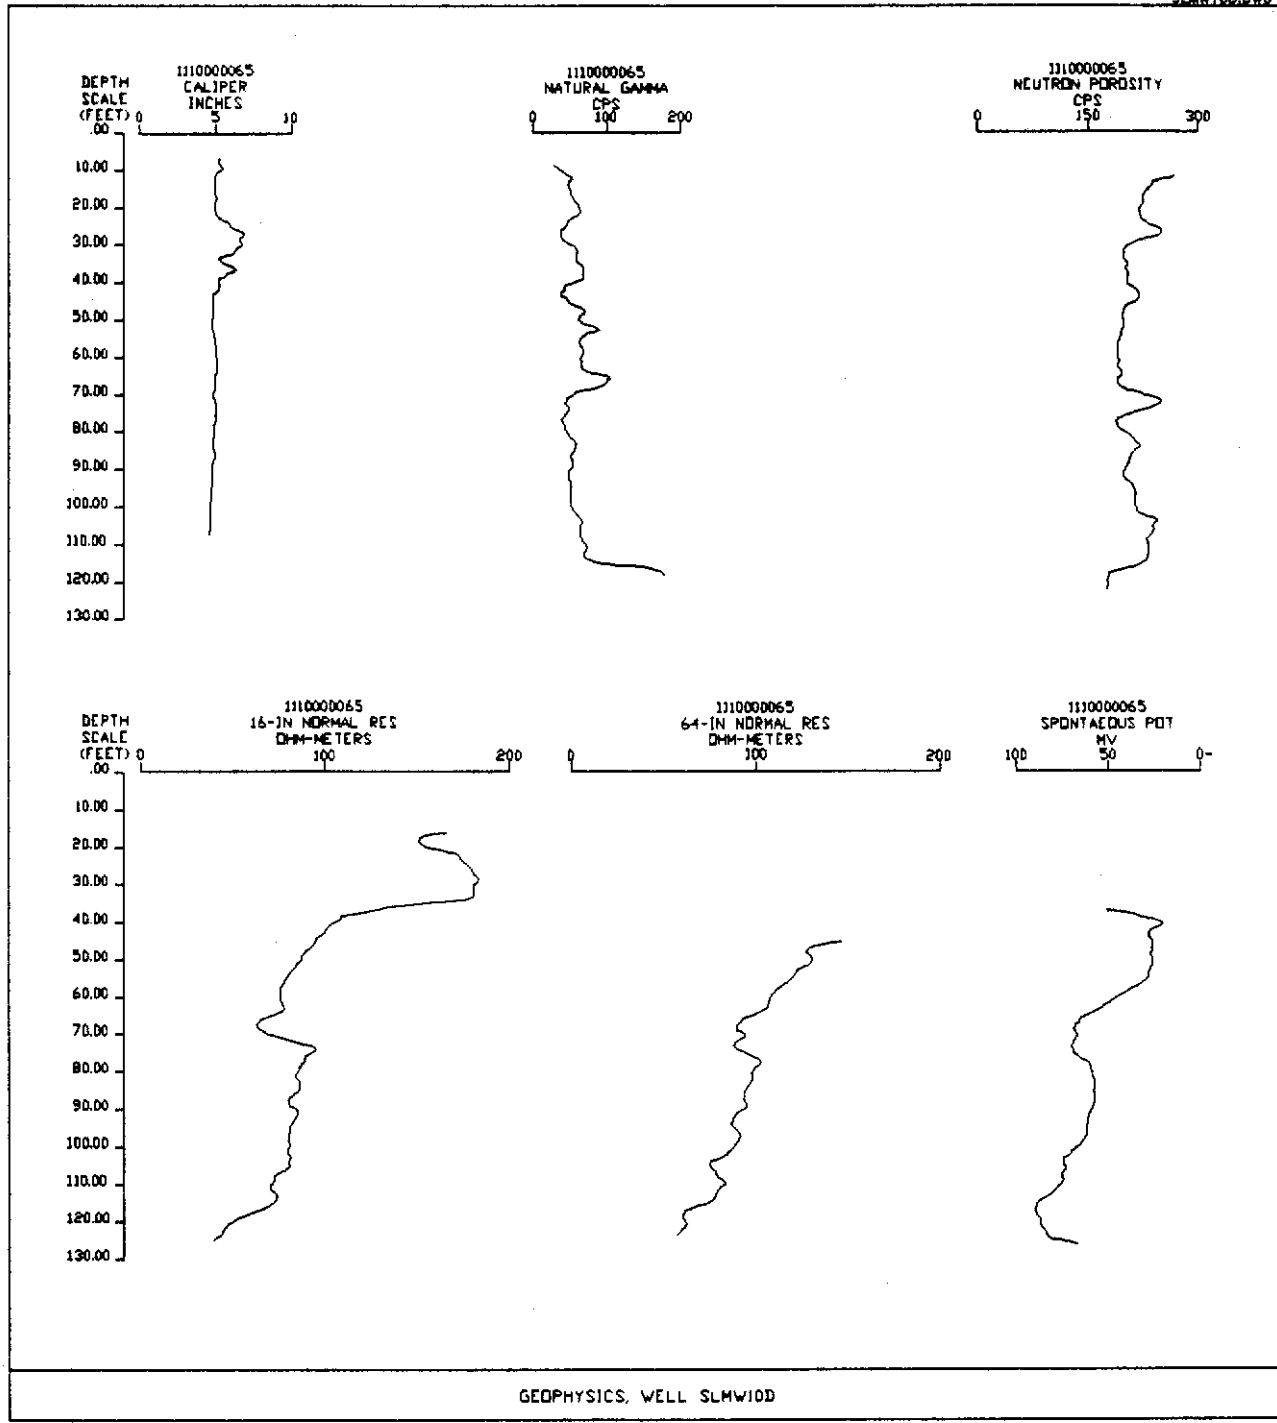 1110000065
CALIPER
INCHES
0 5 10
1110000065
NATURAL GAMMA
CPS
0 100 200
1110000065
NEUTRON POROSITY
CPS
0 150 300
DEPTH
SCALE
(FEET)
.00
10.00
20.00
30.00
40.00
50.00
60.00
70.00
80.00
90.00
100.00
110.00
120.00
130.00
1110000065
16-IN NORMAL RES
OHM-METERS
0 100 200
1110000065
64-IN NORMAL RES
OHM-METERS
0 100 200
1110000065
SPONTAEOUS POT
MV
100 50 0-
DEPTH
SCALE
(FEET)
.00
10.00
20.00
30.00
40.00
50.00
60.00
70.00
80.00
90.00
100.00
110.00
120.00
130.00
GEOPHYSICS, WELL SLMW10D